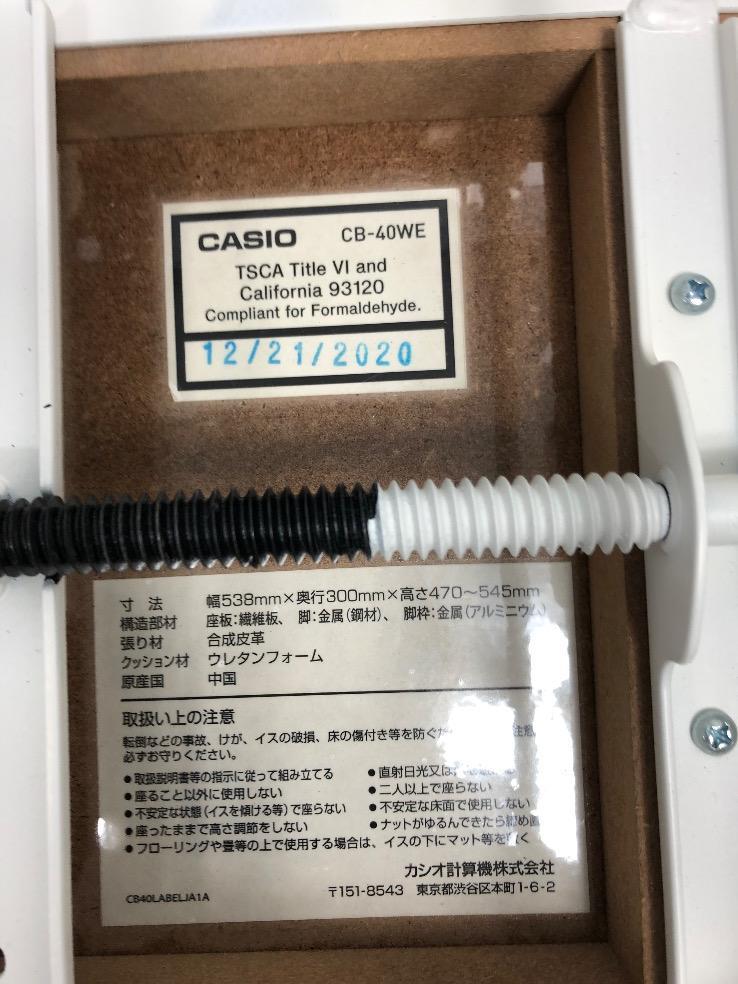 CASIO CB-40WE
TSCA Title VI and
California 93120
Compliant for Formaldehyde.
12/21/2020
寸 法 幅538mm×奥行300mm×高さ470～545mm
構造部材 座板:繊維板、 脚:金属(鋼材)、 脚枠:金属(アルミニウム)
張り材 合成皮革
クッション材 ウレタンフォーム
原産国 中国
取扱い上の注意
転倒などの事故、けが、イスの破損、床の傷付き等を防ぐ 注意
必ずお守りください。
●取扱説明書等の指示に従って組み立てる ●直射日光又は
●座ること以外に使用しない ●二人以上で座らない
●不安定な状態(イスを傾ける等)で座らない ●不安定な床面で使用しない
●座ったままで高さ調節をしない ●ナットがゆるんできたら締め直
●フローリングや畳等の上で使用する場合は、イスの下にマット等を敷く
カシオ計算機株式会社
CB40LABELJA1A 〒151-8543 東京都渋谷区本町1-6-2